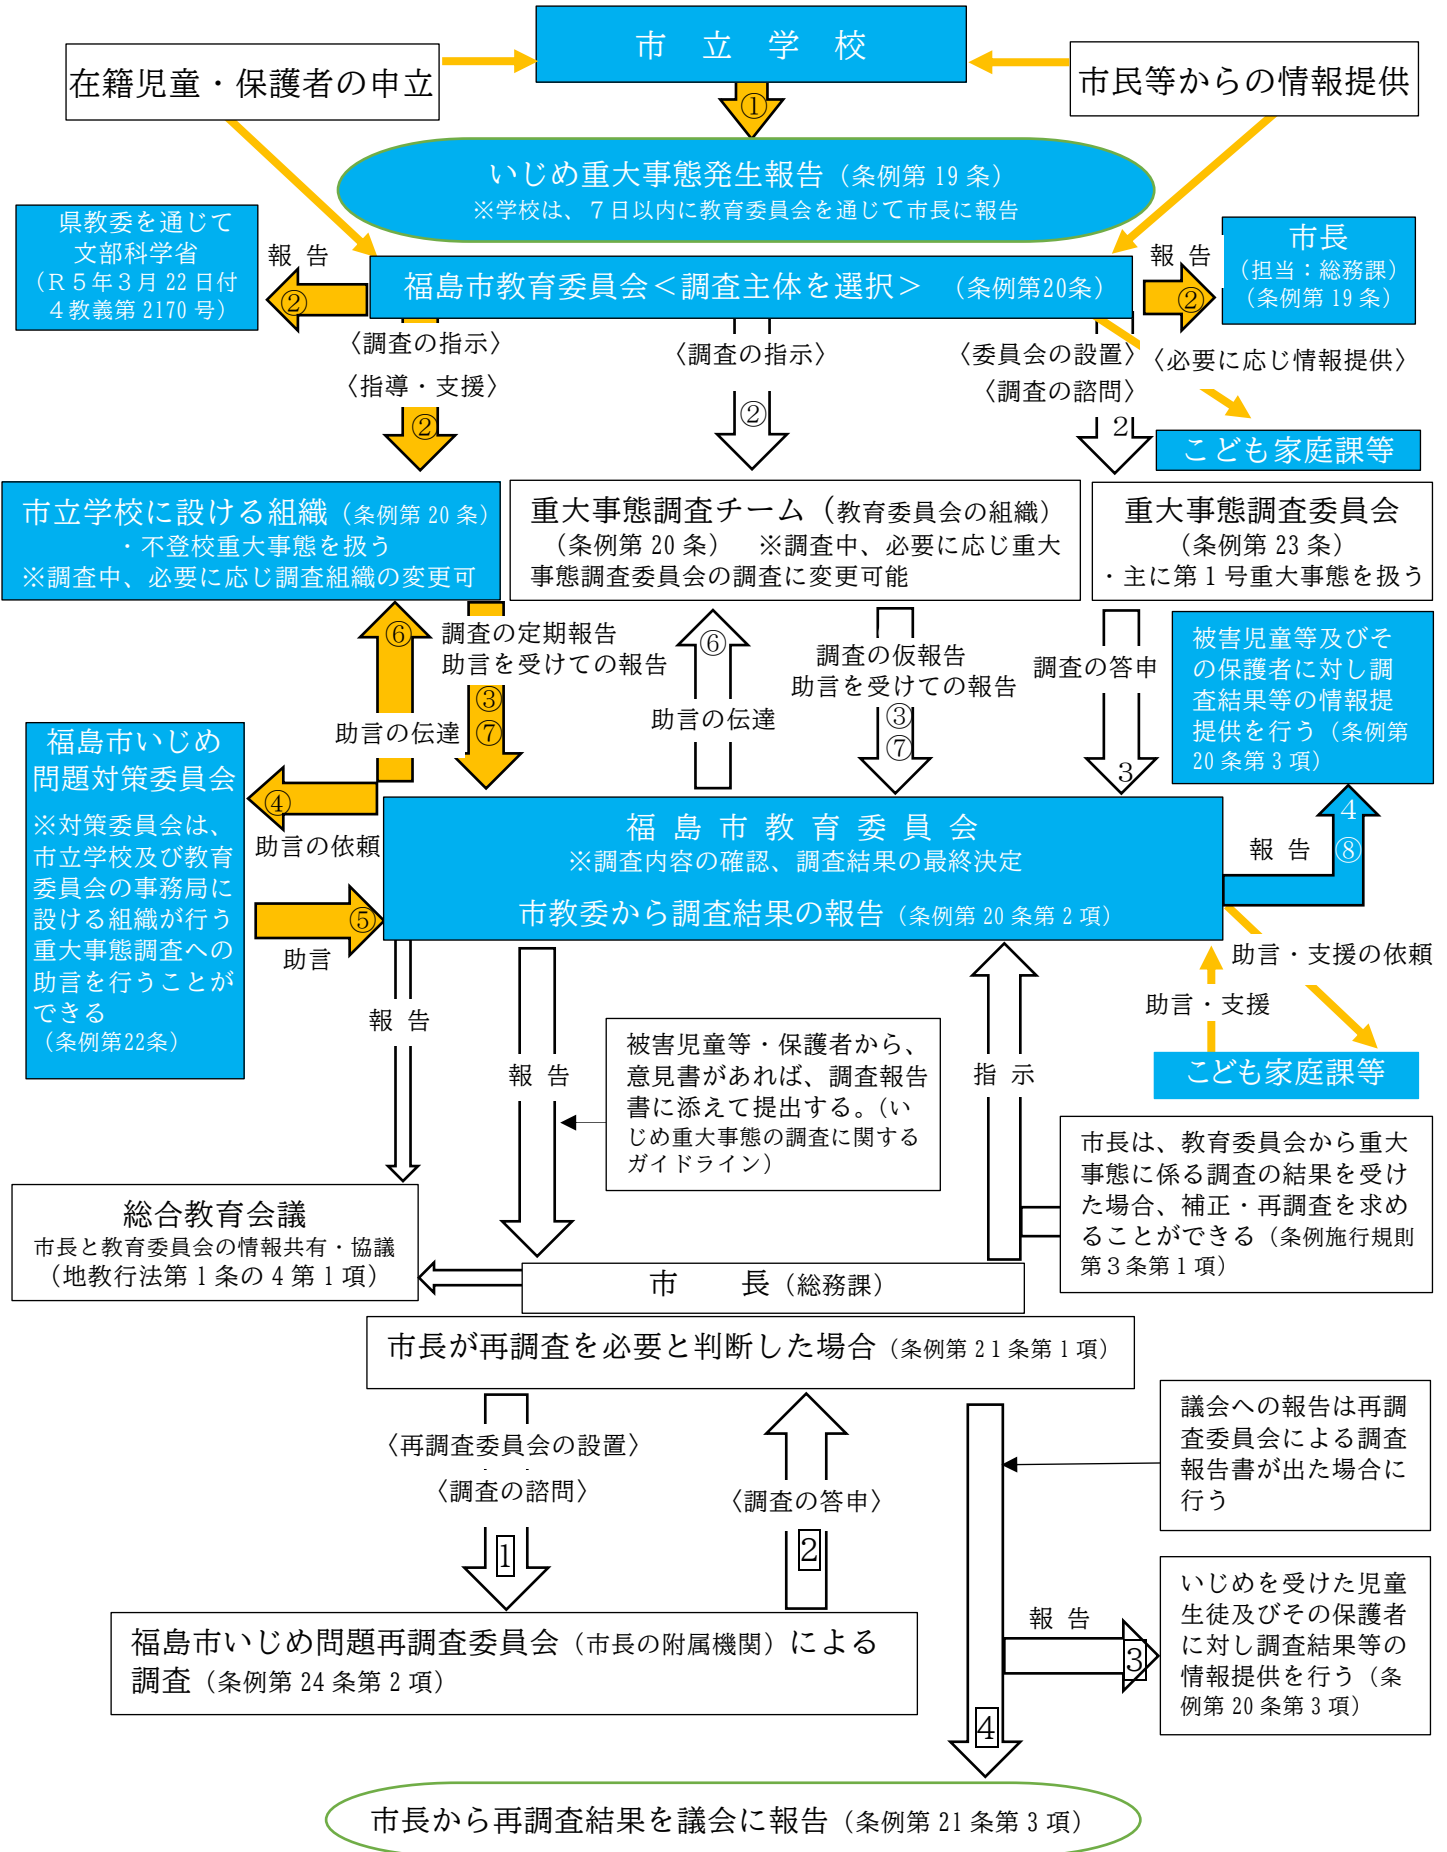 市　立　学　校
在籍児童・保護者の申立
市民等からの情報提供
①
いじめ重大事態発生報告（条例第19条）
※学校は、７日以内に教育委員会を通じて市長に報告
県教委を通じて
文部科学省
（Ｒ５年３月22日付
４教義第2170号）
報 告
②
福島市教育委員会＜調査主体を選択＞　（条例第20条）
報 告
②
市長
（担当：総務課）
（条例第19条）
〈調査の指示〉
〈指導・支援〉
②
〈調査の指示〉
②
〈委員会の設置〉
〈調査の諮問〉
2
〈必要に応じ情報提供〉
こども家庭課等
市立学校に設ける組織（条例第20条）
・不登校重大事態を扱う
※調査中、必要に応じ調査組織の変更可
重大事態調査チーム（教育委員会の組織）
（条例第20条）　※調査中、必要に応じ重大
事態調査委員会の調査に変更可能
重大事態調査委員会
（条例第23条）
・主に第１号重大事態を扱う
⑥
助言の伝達
調査の定期報告
助言を受けての報告
③
⑦
⑥
助言の伝達
調査の仮報告
助言を受けての報告
③
⑦
調査の答申
3
被害児童等及びそ
の保護者に対し調
査結果等の情報提
提供を行う（条例第
20条第３項）
福島市いじめ
問題対策委員会
※対策委員会は、
市立学校及び教育
委員会の事務局に
設ける組織が行う
重大事態調査への
助言を行うことが
できる
（条例第22条）
④
助言の依頼
⑤
助言
福 島 市 教 育 委 員 会
※調査内容の確認、調査結果の最終決定
市教委から調査結果の報告（条例第20条第２項）
報 告
4
⑧
助言・支援の依頼
助言・支援
こども家庭課等
報 告
報 告
被害児童等・保護者から、
意見書があれば、調査報告
書に添えて提出する。（い
じめ重大事態の調査に関する
ガイドライン）
指 示
市長は、教育委員会から重大
事態に係る調査の結果を受け
た場合、補正・再調査を求め
ることができる（条例施行規則
第３条第１項）
総合教育会議
市長と教育委員会の情報共有・協議
（地教行法第１条の４第１項）
市　　長（総務課）
市長が再調査を必要と判断した場合（条例第21条第１項）
〈再調査委員会の設置〉
〈調査の諮問〉
1
〈調査の答申〉
2
議会への報告は再調
査委員会による調査
報告書が出た場合に
行う
福島市いじめ問題再調査委員会（市長の附属機関）による
調査（条例第24条第２項）
報 告
3
いじめを受けた児童
生徒及びその保護者
に対し調査結果等の
情報提供を行う（条
例第20条第３項）
4
市長から再調査結果を議会に報告（条例第21条第３項）